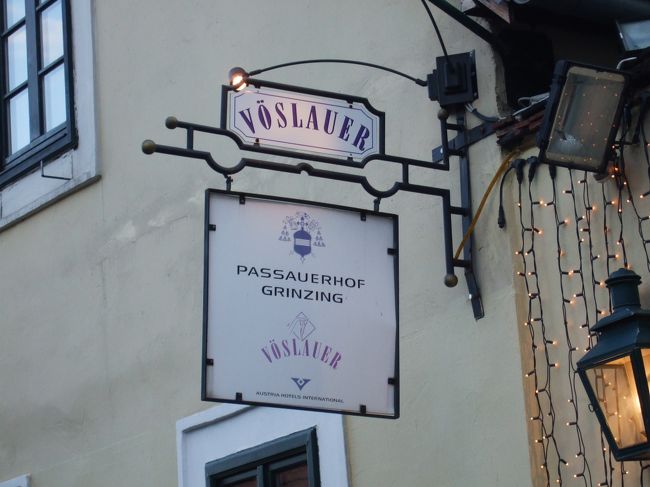 VÖSLAUER
PASSAUERHOF
GRINZING
VÖSLAUER
AUSTRIA HOTELS INTERNATIONAL